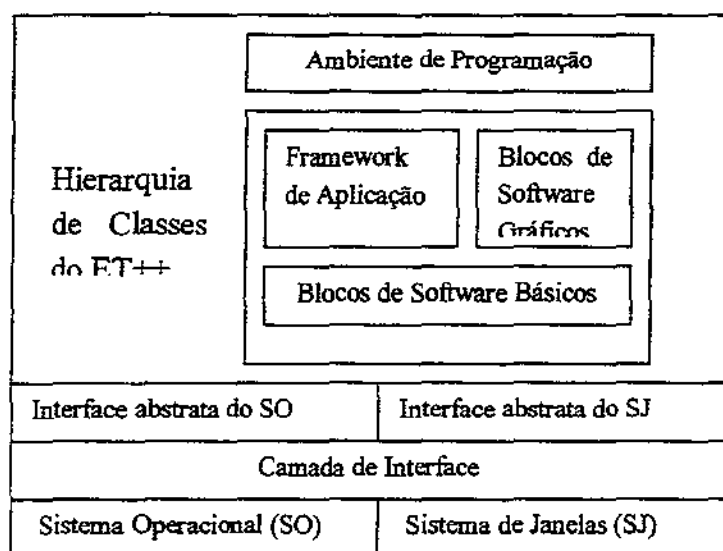 Ambiente de Programação
Hierarquia
de Classes
do ET++
Framework
de Aplicação
Blocos de
Software
Gráficos
Blocos de Software Básicos
Interface abstrata do SO
Interface abstrata do SJ
Camada de Interface
Sistema Operacional (SO)
Sistema de Janelas (SJ)